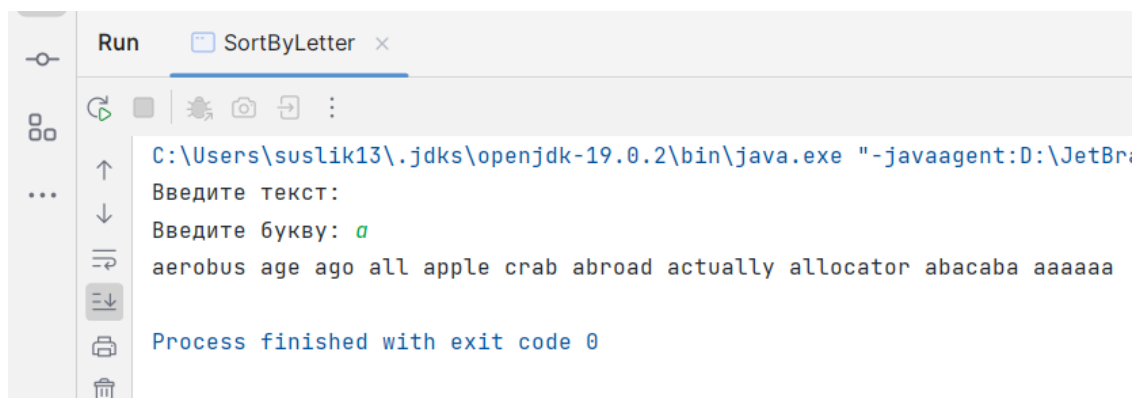 Run SortByLetter
C:\Users\suslik13\.jdks\openjdk-19.0.2\bin\java.exe "-javaagent:D:\JetBra
Введите текст:
Введите букву: a
aerobus age ago all apple crab abroad actually allocator abacaba aaaaaa
Process finished with exit code 0